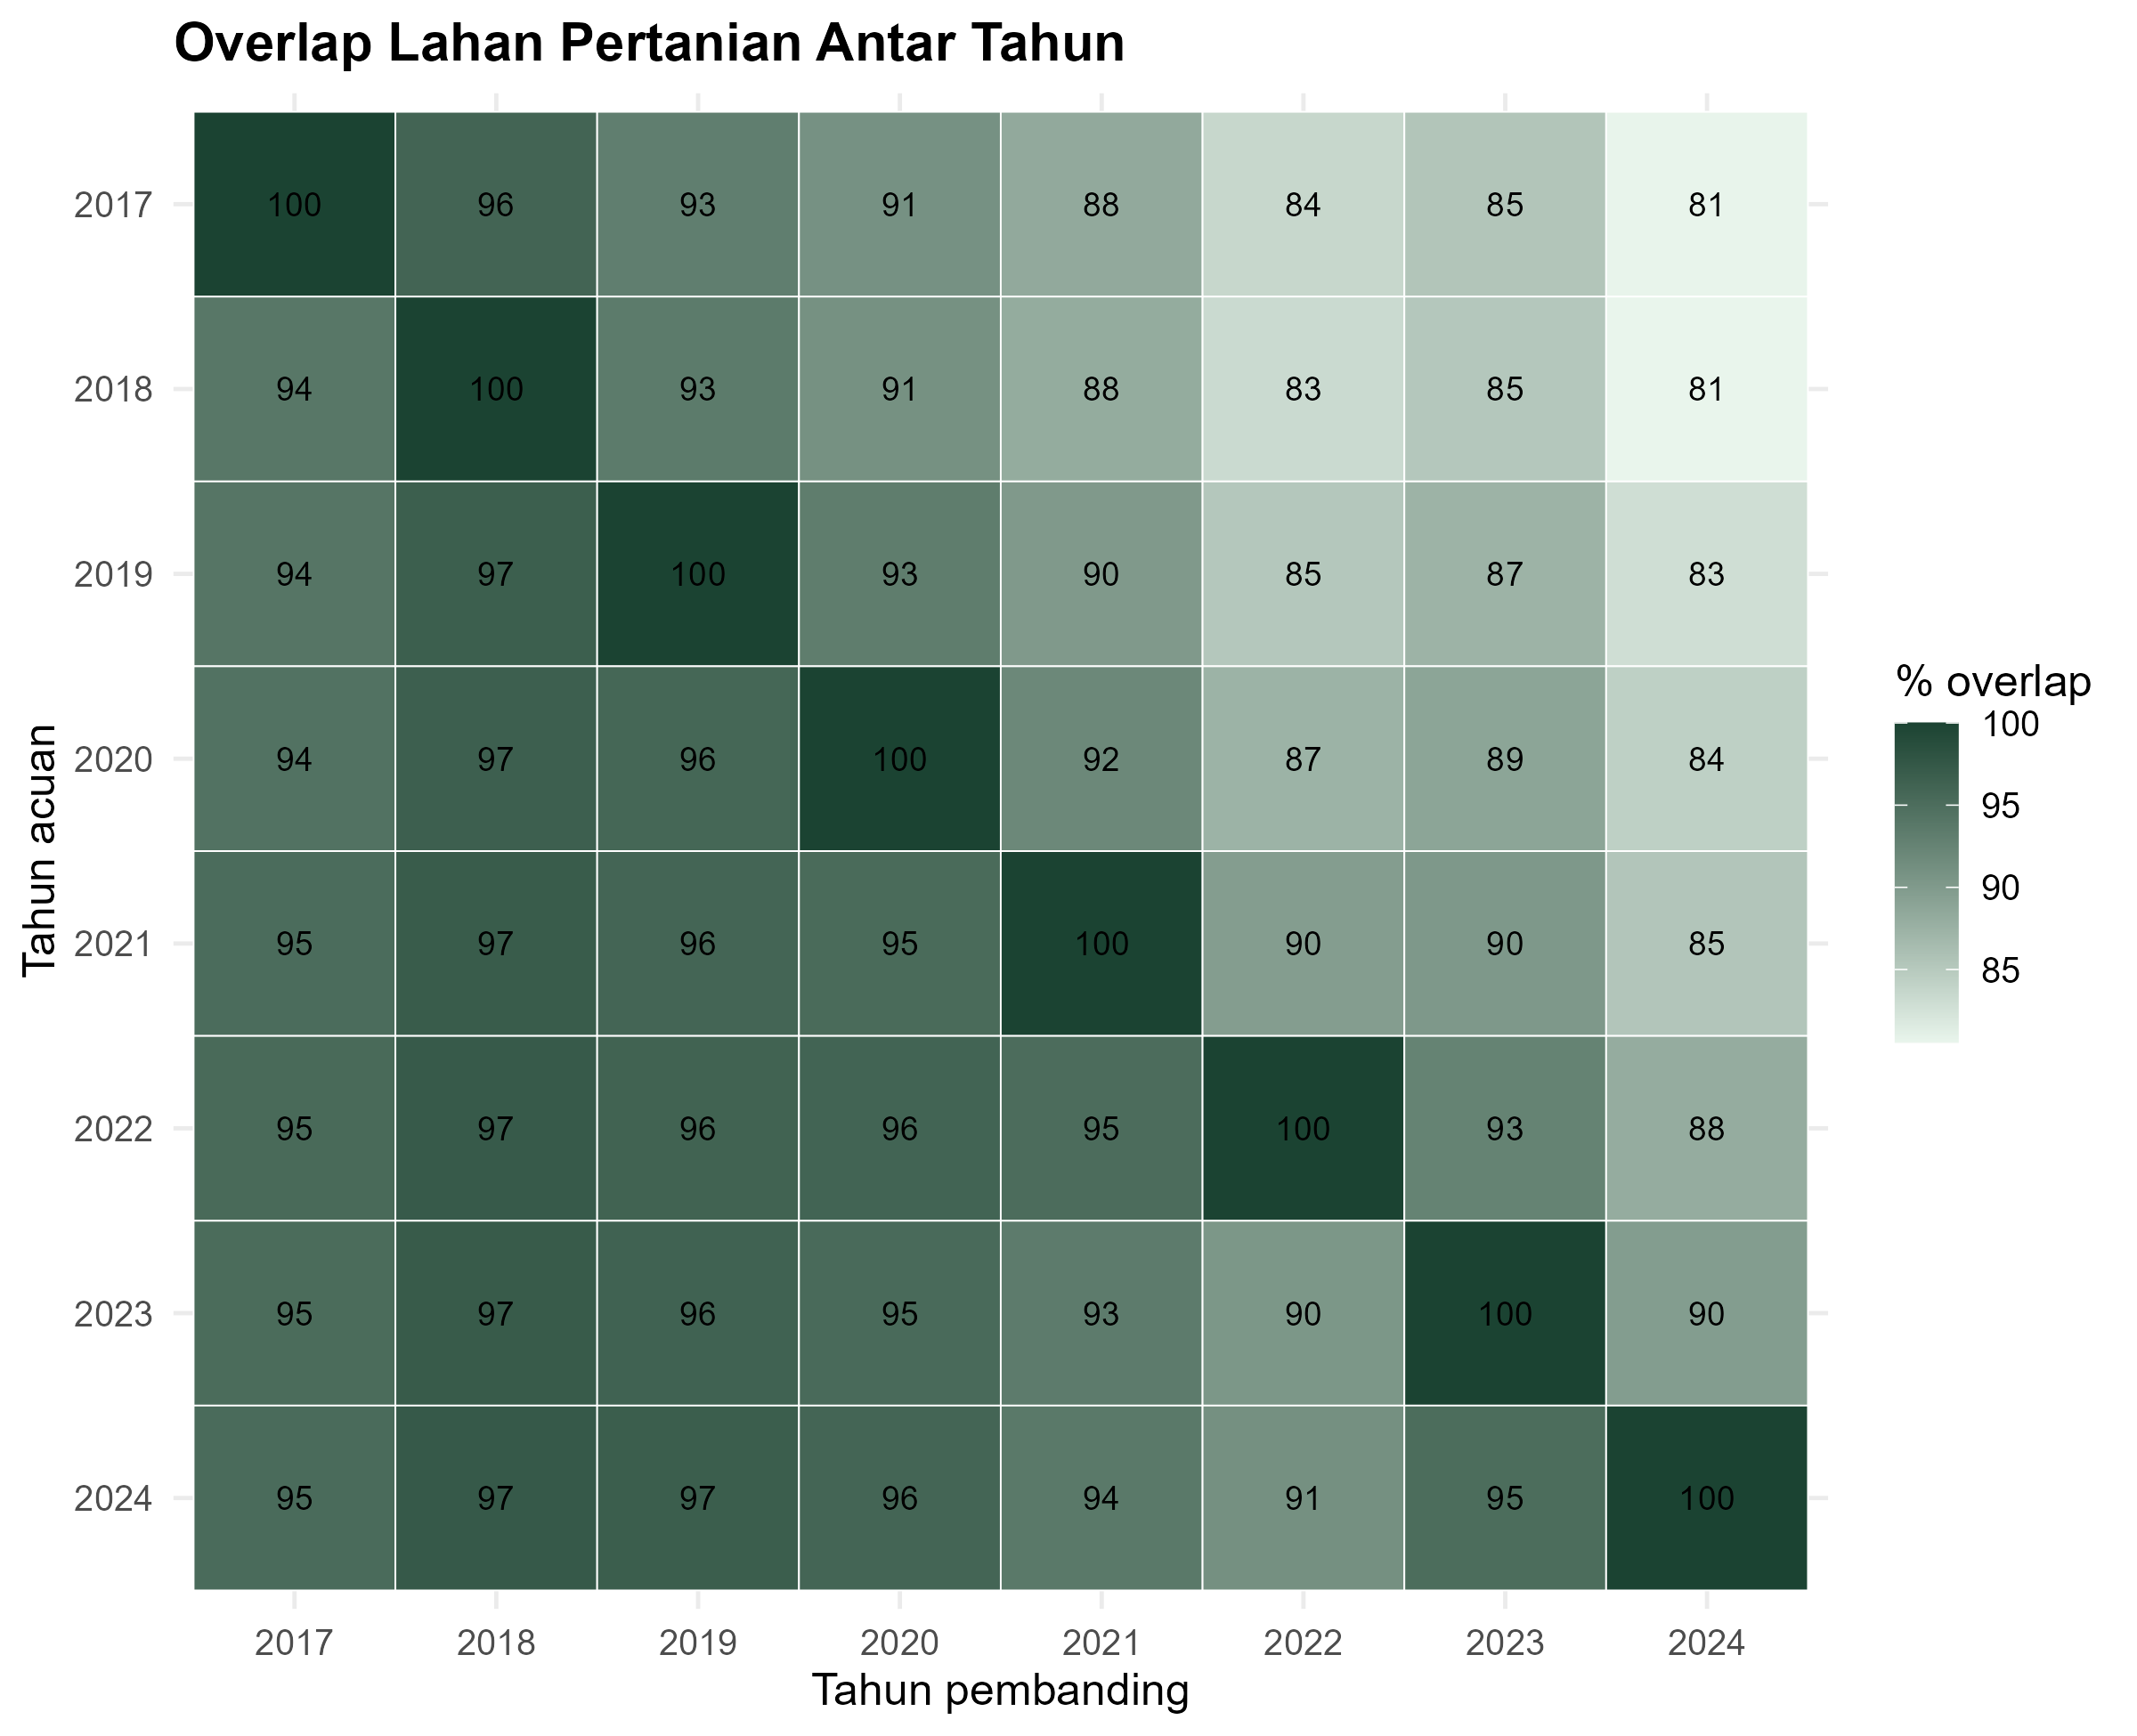 Overlap Lahan Pertanian Antar Tahun
Tahun acuan
2017 100 96 93 91 88 84 85 81
2018 94 100 93 91 88 83 85 81
2019 94 97 100 93 90 85 87 83
2020 94 97 96 100 92 87 89 84
2021 95 97 96 95 100 90 90 85
2022 95 97 96 96 95 100 93 88
2023 95 97 96 95 93 90 100 90
2024 95 97 97 96 94 91 95 100
2017 2018 2019 2020 2021 2022 2023 2024
Tahun pembanding
% overlap
100
95
90
85